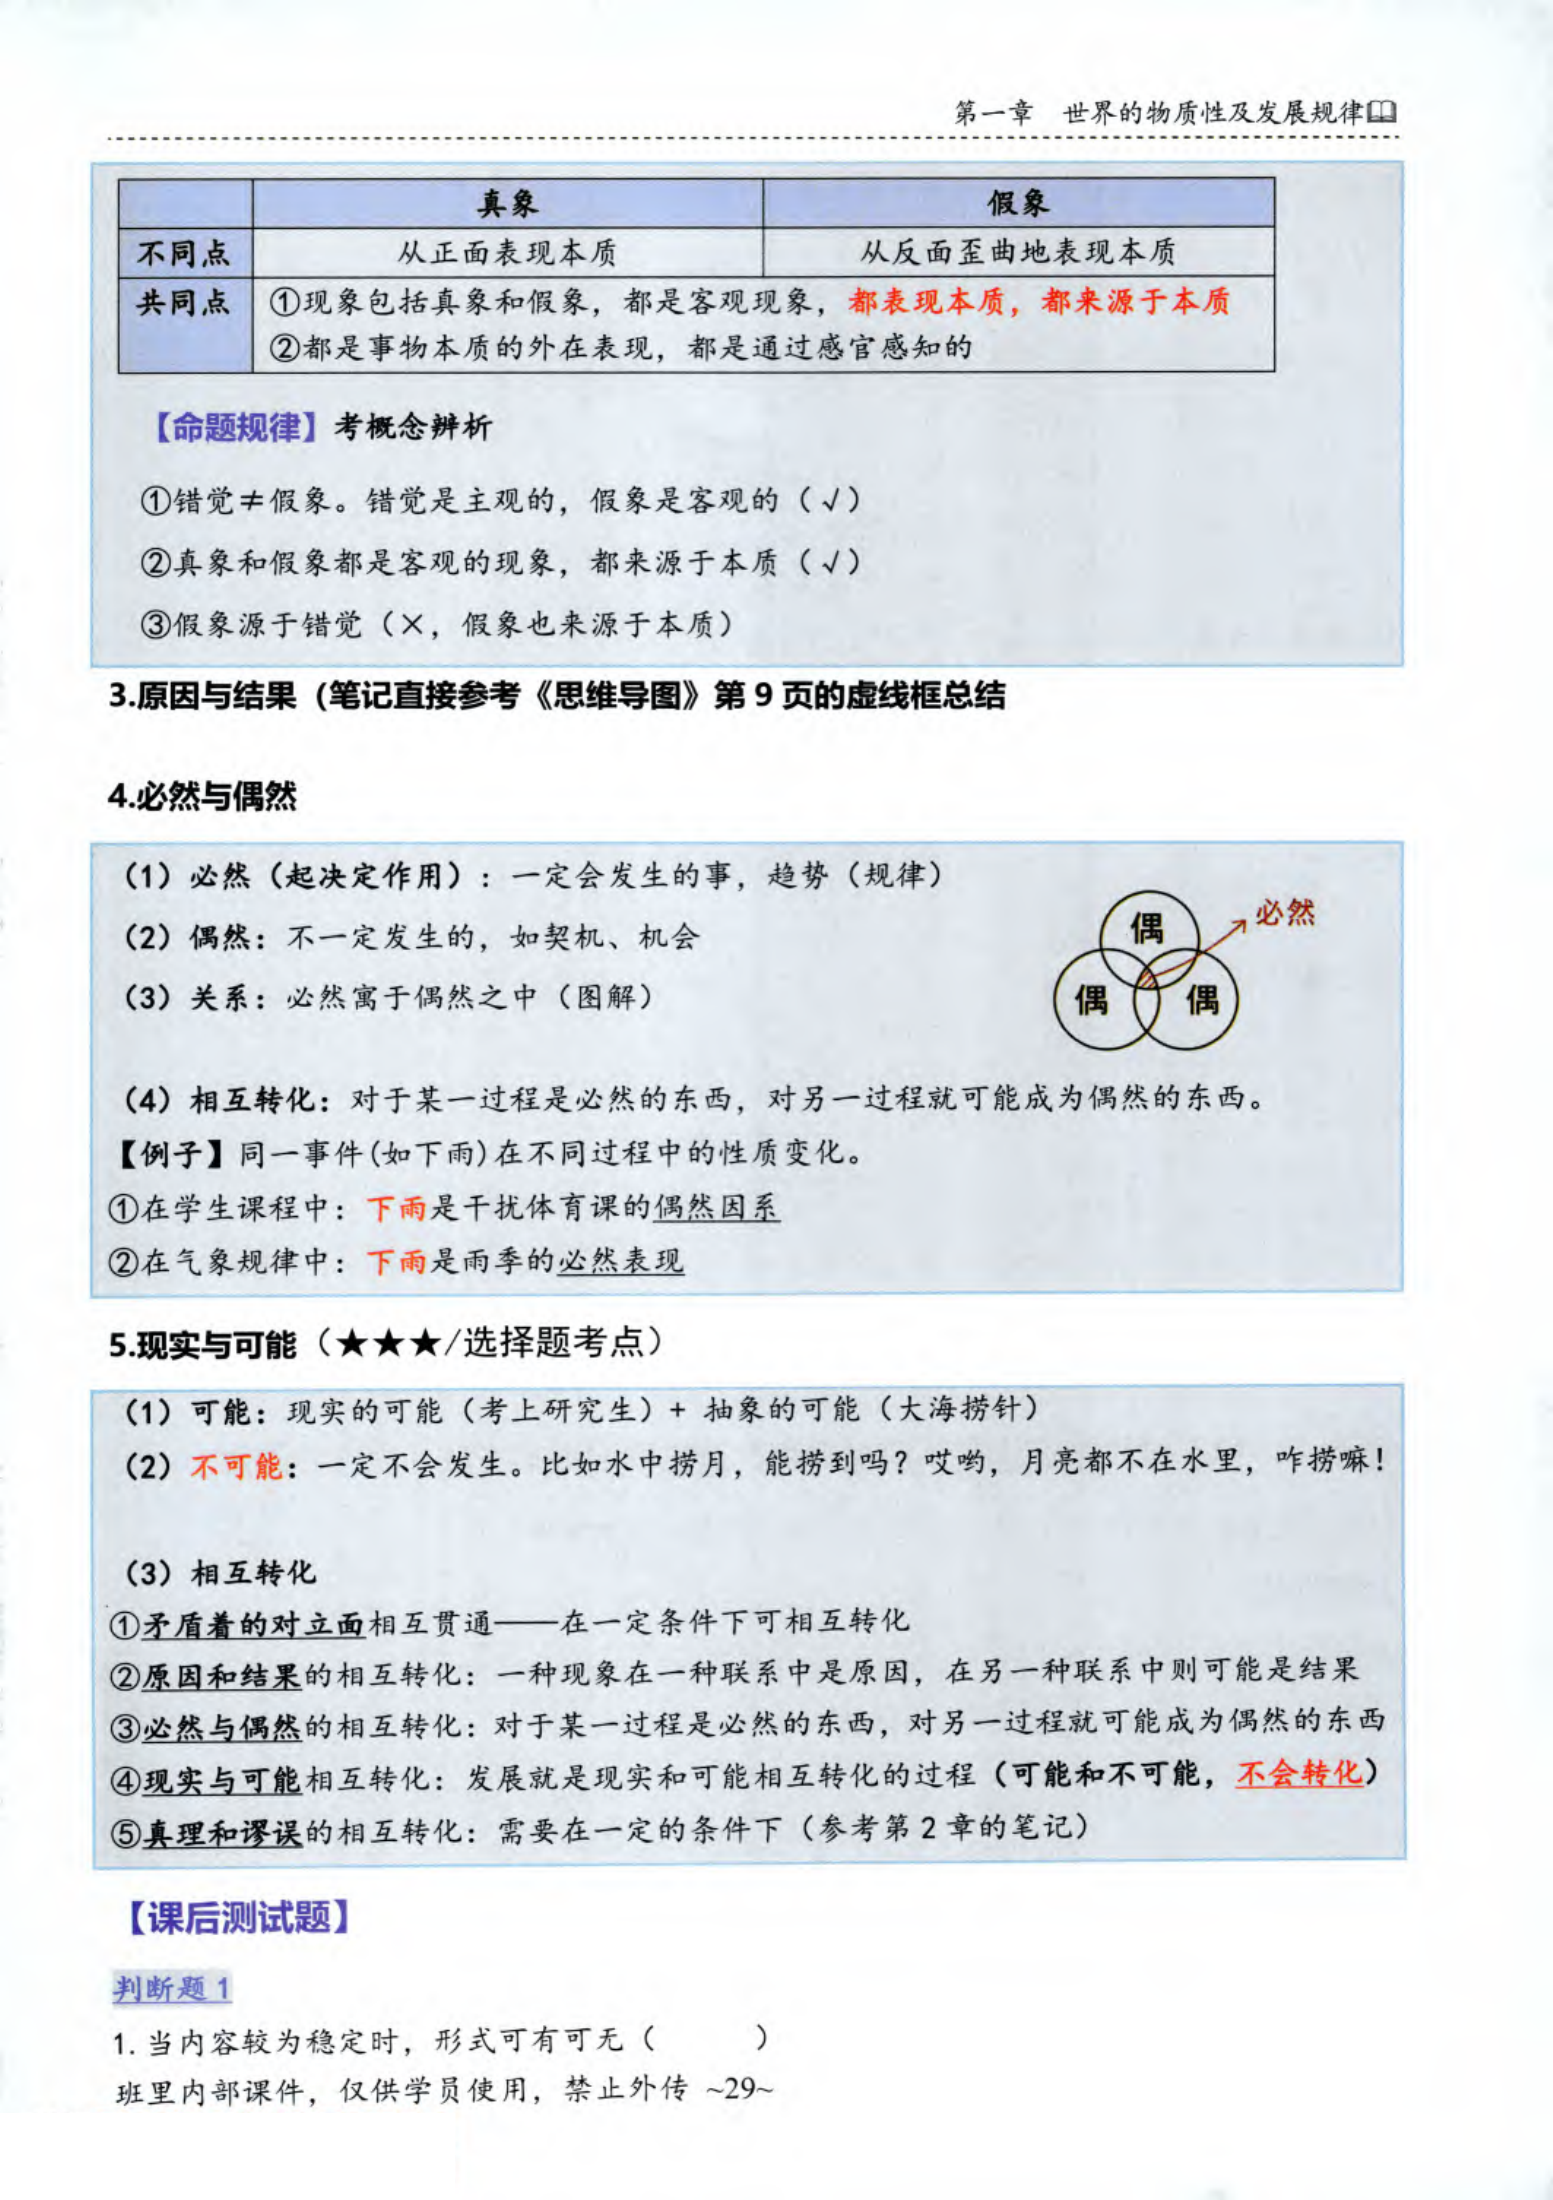 第一章 世界的物质性及发展规律
真象 假象
不同点 从正面表现本质 从反面歪曲地表现本质
共同点 ①现象包括真象和假象，都是客观现象，都表现本质，都来源于本质
②都是事物本质的外在表现，都是通过感官感知的
【命题规律】考概念辨析
①错觉≠假象。错觉是主观的，假象是客观的（√）
②真象和假象都是客观的现象，都来源于本质（√）
③假象源于错觉（×，假象也来源于本质）
3.原因与结果（笔记直接参考《思维导图》第 9 页的虚线框总结
4.必然与偶然
（1）必然（起决定作用）：一定会发生的事，趋势（规律）
（2）偶然：不一定发生的，如契机、机会
（3）关系：必然寓于偶然之中（图解）
偶
必然
偶 偶
（4）相互转化：对于某一过程是必然的东西，对另一过程就可能成为偶然的东西。
【例子】同一事件(如下雨)在不同过程中的性质变化。
①在学生课程中：下雨是干扰体育课的偶然因系
②在气象规律中：下雨是雨季的必然表现
5.现实与可能（★★★/选择题考点）
（1）可能：现实的可能（考上研究生）+ 抽象的可能（大海捞针）
（2）不可能：一定不会发生。比如水中捞月，能捞到吗？哎哟，月亮都不在水里，咋捞嘛！
（3）相互转化
①矛盾着的对立面相互贯通——在一定条件下可相互转化
②原因和结果的相互转化：一种现象在一种联系中是原因，在另一种联系中则可能是结果
③必然与偶然的相互转化：对于某一过程是必然的东西，对另一过程就可能成为偶然的东西
④现实与可能相互转化：发展就是现实和可能相互转化的过程（可能和不可能，不会转化）
⑤真理和谬误的相互转化：需要在一定的条件下（参考第 2 章的笔记）
【课后测试题】
判断题 1
1. 当内容较为稳定时，形式可有可无（ ）
班里内部课件，仅供学员使用，禁止外传 ~29~